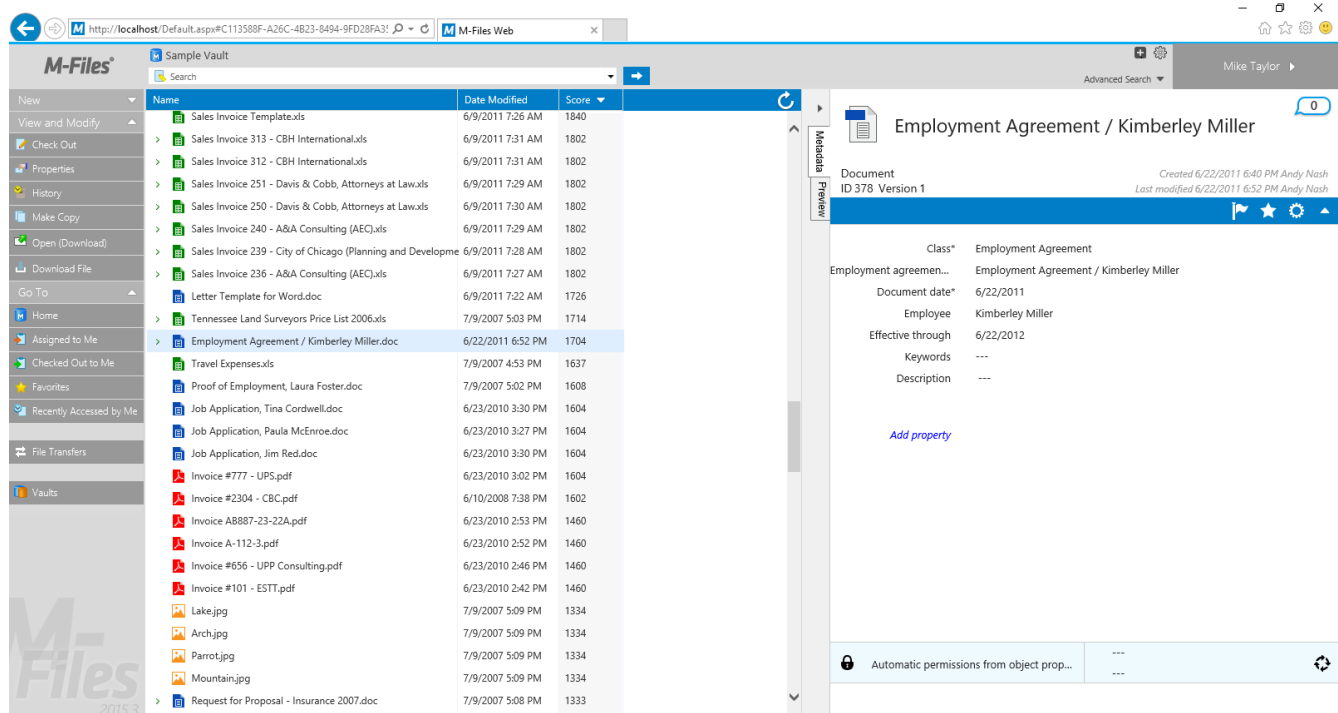 http://localhost/Default.aspx#C113588F-A26C-4B23-8494-9FD28FA35
M-Files Web
M-Files
Sample Vault
Search
Advanced Search
Mike Taylor
New
View and Modify
Check Out
Properties
History
Make Copy
Open (Download)
Download File
Go To
Home
Assigned to Me
Checked Out to Me
Favorites
Recently Accessed by Me
File Transfers
Vaults
M-Files
2015.3
Name Date Modified Score
Sales Invoice Template.xls 6/9/2011 7:26 AM 1840
Sales Invoice 313 - CBH International.xls 6/9/2011 7:31 AM 1802
Sales Invoice 312 - CBH International.xls 6/9/2011 7:31 AM 1802
Sales Invoice 251 - Davis & Cobb, Attorneys at Law.xls 6/9/2011 7:29 AM 1802
Sales Invoice 250 - Davis & Cobb, Attorneys at Law.xls 6/9/2011 7:30 AM 1802
Sales Invoice 240 - A&A Consulting (AEC).xls 6/9/2011 7:29 AM 1802
Sales Invoice 239 - City of Chicago (Planning and Developme 6/9/2011 7:28 AM 1802
Sales Invoice 236 - A&A Consulting (AEC).xls 6/9/2011 7:27 AM 1802
Letter Template for Word.doc 6/9/2011 7:22 AM 1726
Tennessee Land Surveyors Price List 2006.xls 7/9/2007 5:03 PM 1714
Employment Agreement / Kimberley Miller.doc 6/22/2011 6:52 PM 1704
Travel Expenses.xls 7/9/2007 4:53 PM 1637
Proof of Employment, Laura Foster.doc 7/9/2007 5:02 PM 1608
Job Application, Tina Cordwell.doc 6/23/2010 3:30 PM 1604
Job Application, Paula McEnroe.doc 6/23/2010 3:27 PM 1604
Job Application, Jim Red.doc 6/23/2010 3:30 PM 1604
Invoice #777 - UPS.pdf 6/23/2010 3:02 PM 1604
Invoice #2304 - CBC.pdf 6/10/2008 7:38 PM 1602
Invoice AB887-23-22A.pdf 6/23/2010 2:53 PM 1460
Invoice A-112-3.pdf 6/23/2010 2:52 PM 1460
Invoice #656 - UPP Consulting.pdf 6/23/2010 2:46 PM 1460
Invoice #101 - ESTT.pdf 6/23/2010 2:42 PM 1460
Lake.jpg 7/9/2007 5:09 PM 1334
Arch.jpg 7/9/2007 5:09 PM 1334
Parrot.jpg 7/9/2007 5:09 PM 1334
Mountain.jpg 7/9/2007 5:09 PM 1334
Request for Proposal - Insurance 2007.doc 7/9/2007 5:08 PM 1333
Metadata
Preview
0
Employment Agreement / Kimberley Miller
Document Created 6/22/2011 6:40 PM Andy Nash
ID 378 Version 1 Last modified 6/22/2011 6:52 PM Andy Nash
Class* Employment Agreement
Employment agreemen... Employment Agreement / Kimberley Miller
Document date* 6/22/2011
Employee Kimberley Miller
Effective through 6/22/2012
Keywords ---
Description ---
Add property
Automatic permissions from object prop... ---
---